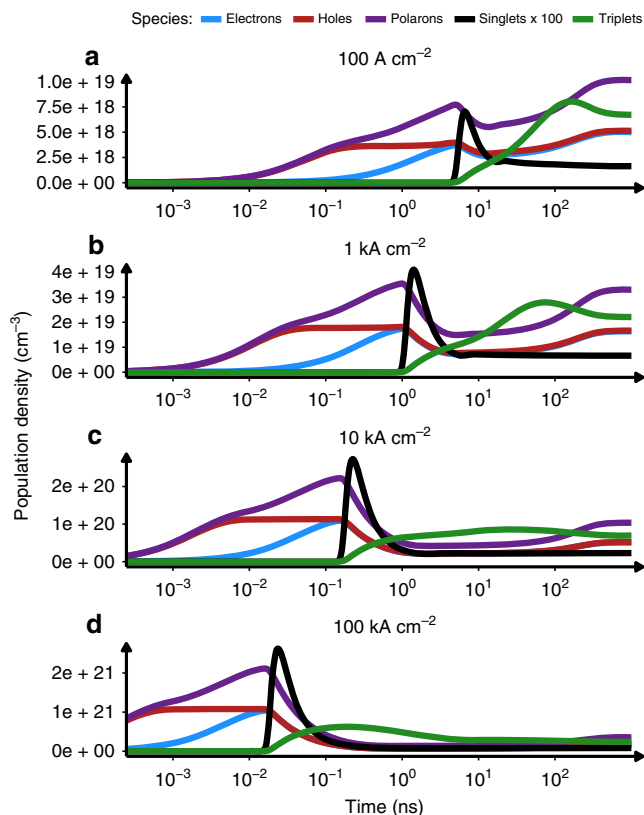 Species: Electrons Holes Polarons Singlets x 100 Triplets
a
100 A cm⁻²
1.0e + 19
7.5e + 18
5.0e + 18
2.5e + 18
0.0e + 00
10⁻³ 10⁻² 10⁻¹ 10⁰ 10¹ 10²
b
1 kA cm⁻²
4e + 19
3e + 19
2e + 19
1e + 19
0e + 00
10⁻³ 10⁻² 10⁻¹ 10⁰ 10¹ 10²
Population density (cm⁻³)
c
10 kA cm⁻²
2e + 20
1e + 20
0e + 00
10⁻³ 10⁻² 10⁻¹ 10⁰ 10¹ 10²
d
100 kA cm⁻²
2e + 21
1e + 21
0e + 00
10⁻³ 10⁻² 10⁻¹ 10⁰ 10¹ 10²
Time (ns)